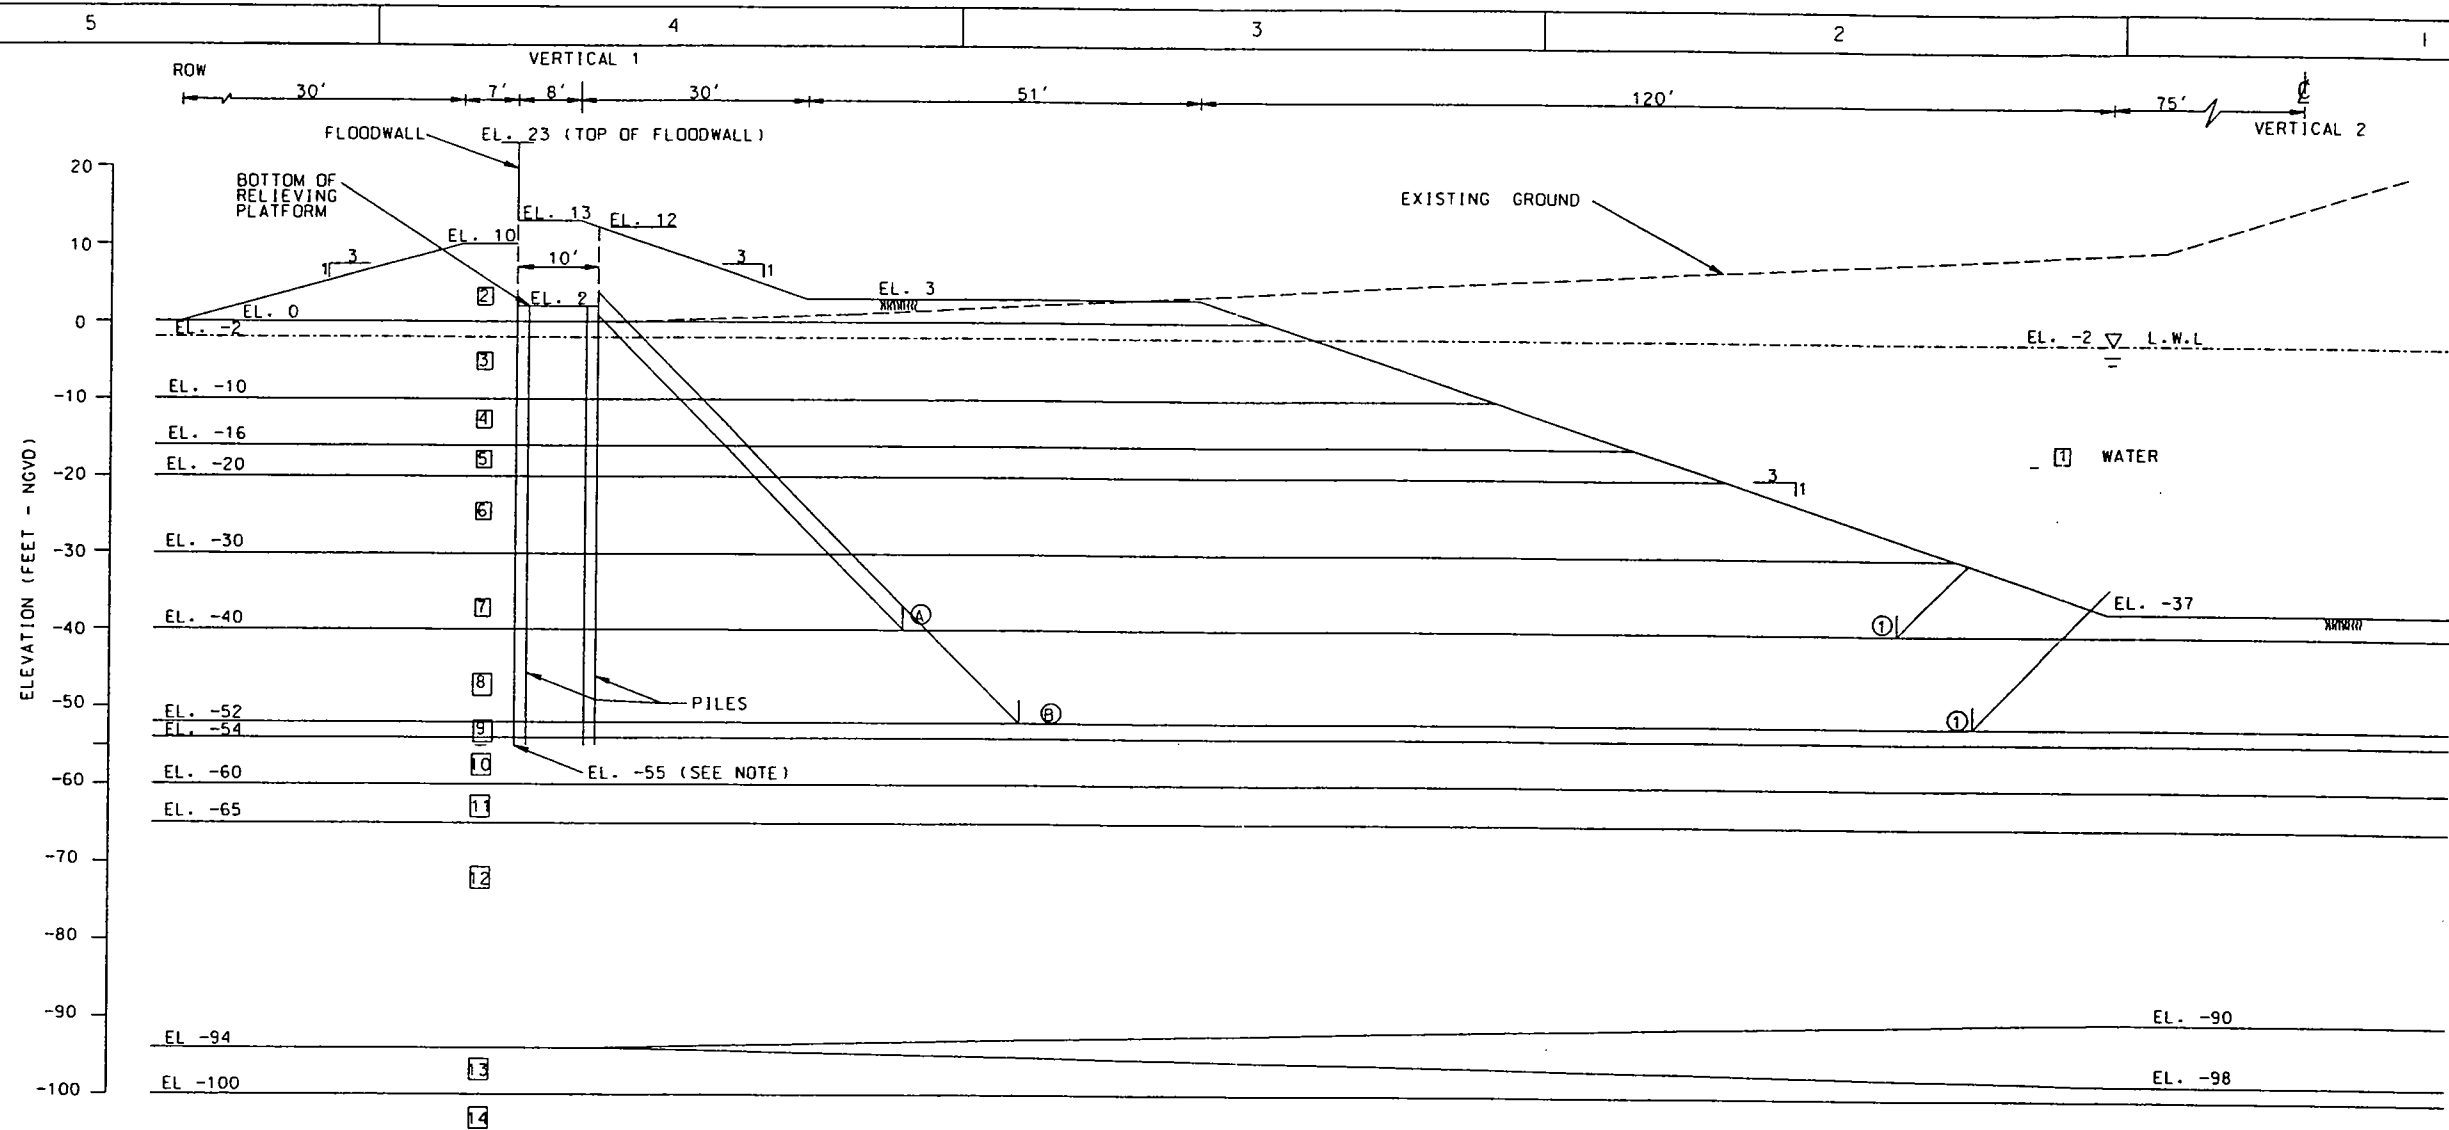 5 4 3 2 1
VERTICAL 1
ROW
30' 7' 8' 30' 51' 120' 75' ℄
VERTICAL 2
FLOODWALL
EL. 23 (TOP OF FLOODWALL)
BOTTOM OF
RELIEVING
PLATFORM
EXISTING GROUND
EL. 13
EL. 12
EL. 10
10'
3
1
3
1
EL. 3
EL. 2
EL. 0
EL. -2
EL. -2 L.W.L
EL. -10
EL. -16
EL. -20
EL. -30
EL. -40
EL. -52
EL. -54
EL. -60
EL. -65
EL -94
EL -100
3
1
1 WATER
EL. -37
A
1
B
1
PILES
EL. -55 (SEE NOTE)
EL. -90
EL. -98
2
3
4
5
6
7
8
9
10
11
12
13
14
ELEVATION (FEET - NGVD)
20
10
0
-10
-20
-30
-40
-50
-60
-70
-80
-90
-100